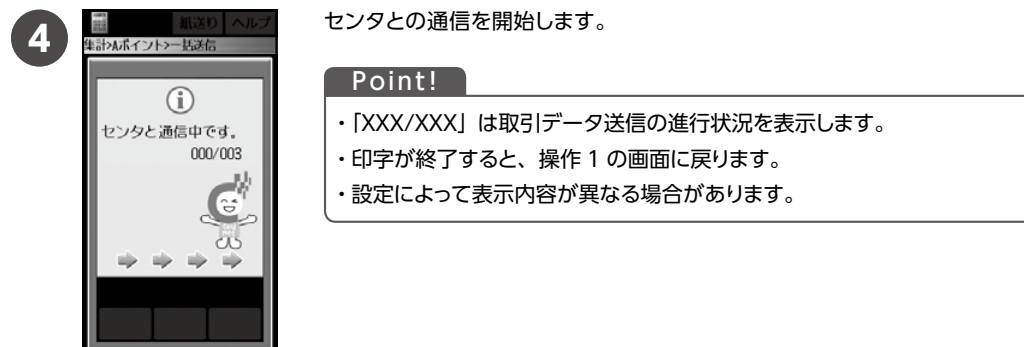 4
紙送り ヘルプ
集計>Aポイント>一括送信
センタと通信中です。
000/003
センタとの通信を開始します。
Point!
・「XXX/XXX」は取引データ送信の進行状況を表示します。
・印字が終了すると、操作 1 の画面に戻ります。
・設定によって表示内容が異なる場合があります。